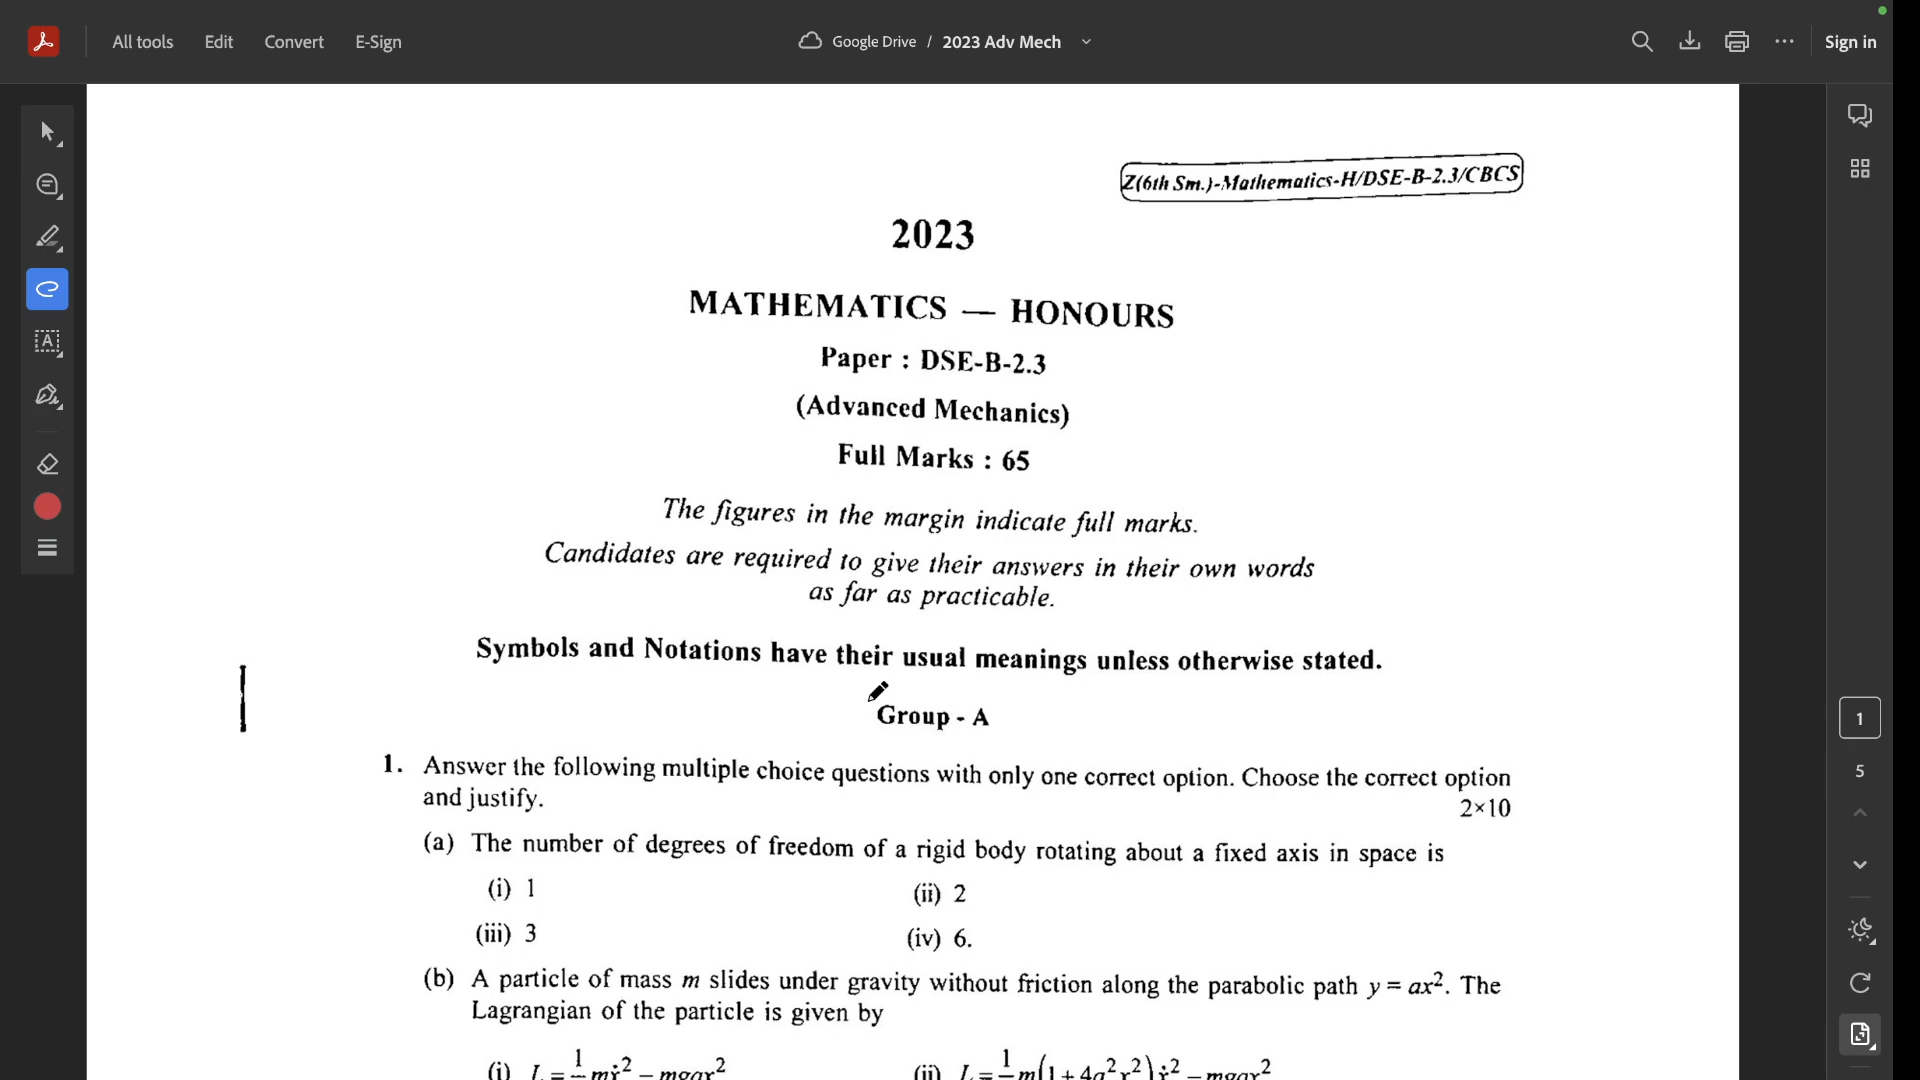 All tools Edit Convert E-Sign Google Drive / 2023 Adv Mech Sign in
Z(6th Sm.)-Mathematics-H/DSE-B-2.3/CBCS
2023
MATHEMATICS — HONOURS
Paper : DSE-B-2.3
(Advanced Mechanics)
Full Marks : 65
The figures in the margin indicate full marks.
Candidates are required to give their answers in their own words
as far as practicable.
Symbols and Notations have their usual meanings unless otherwise stated.
Group - A
1. Answer the following multiple choice questions with only one correct option. Choose the correct option
and justify. 2×10
(a) The number of degrees of freedom of a rigid body rotating about a fixed axis in space is
(i) 1 (ii) 2
(iii) 3 (iv) 6.
(b) A particle of mass m slides under gravity without friction along the parabolic path y = ax². The
Lagrangian of the particle is given by
(i) (ii)
1
5